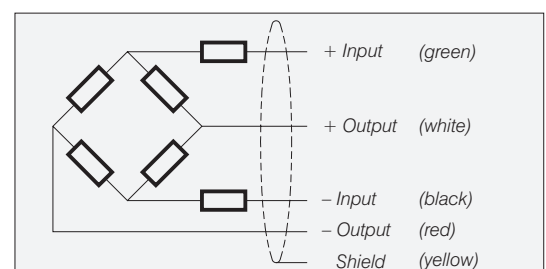 + Input (green)
+ Output (white)
– Input (black)
– Output (red)
Shield (yellow)